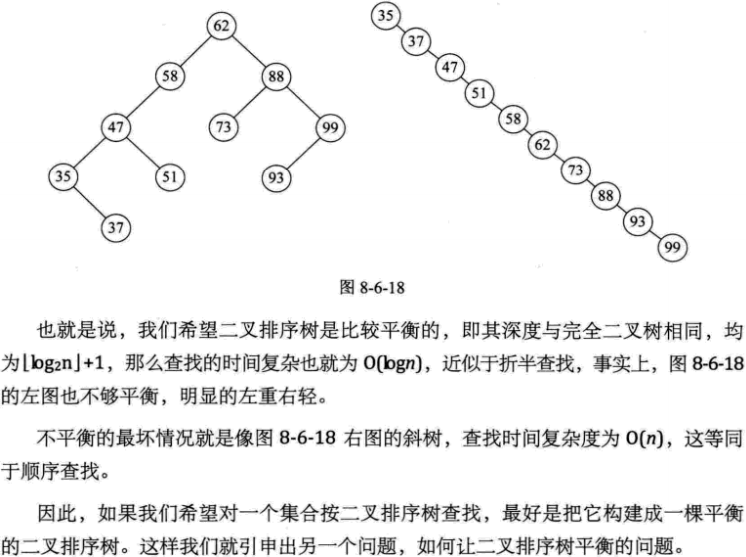 62
58 88
47 73 99
35 51 93
37
35
37
47
51
58
62
73
88
93
99
图 8-6-18
也就是说，我们希望二叉排序树是比较平衡的，即其深度与完全二叉树相同，均
为⌊log₂n⌋+1，那么查找的时间复杂也就为 O(logn)，近似于折半查找，事实上，图 8-6-18
的左图也不够平衡，明显的左重右轻。
不平衡的最坏情况就是像图 8-6-18 右图的斜树，查找时间复杂度为 O(n)，这等同
于顺序查找。
因此，如果我们希望对一个集合按二叉排序树查找，最好是把它构建成一棵平衡
的二叉排序树。这样我们就引申出另一个问题，如何让二叉排序树平衡的问题。